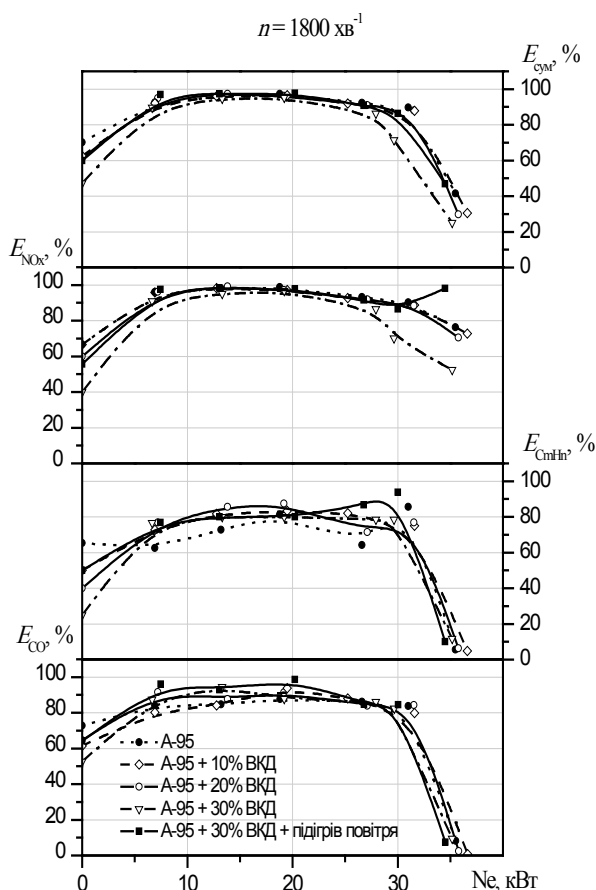 n = 1800 хв⁻¹
E_сум, %
100
80
60
40
20
0
E_NOx, %
100
80
60
40
20
0
E_CmHn, %
100
80
60
40
20
0
E_CO, %
100
80
60
40
20
0
А-95
А-95 + 10% ВКД
А-95 + 20% ВКД
А-95 + 30% ВКД
А-95 + 30% ВКД + підігрів повітря
0 10 20 30 Ne, кВт